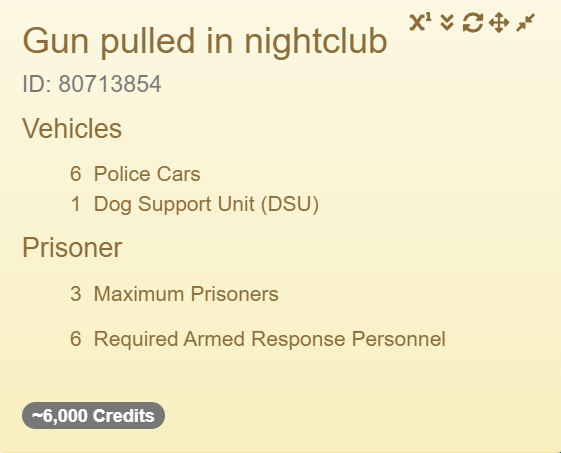 Gun pulled in nightclub
X¹
ID: 80713854
Vehicles
6 Police Cars
1 Dog Support Unit (DSU)
Prisoner
3 Maximum Prisoners
6 Required Armed Response Personnel
~6,000 Credits